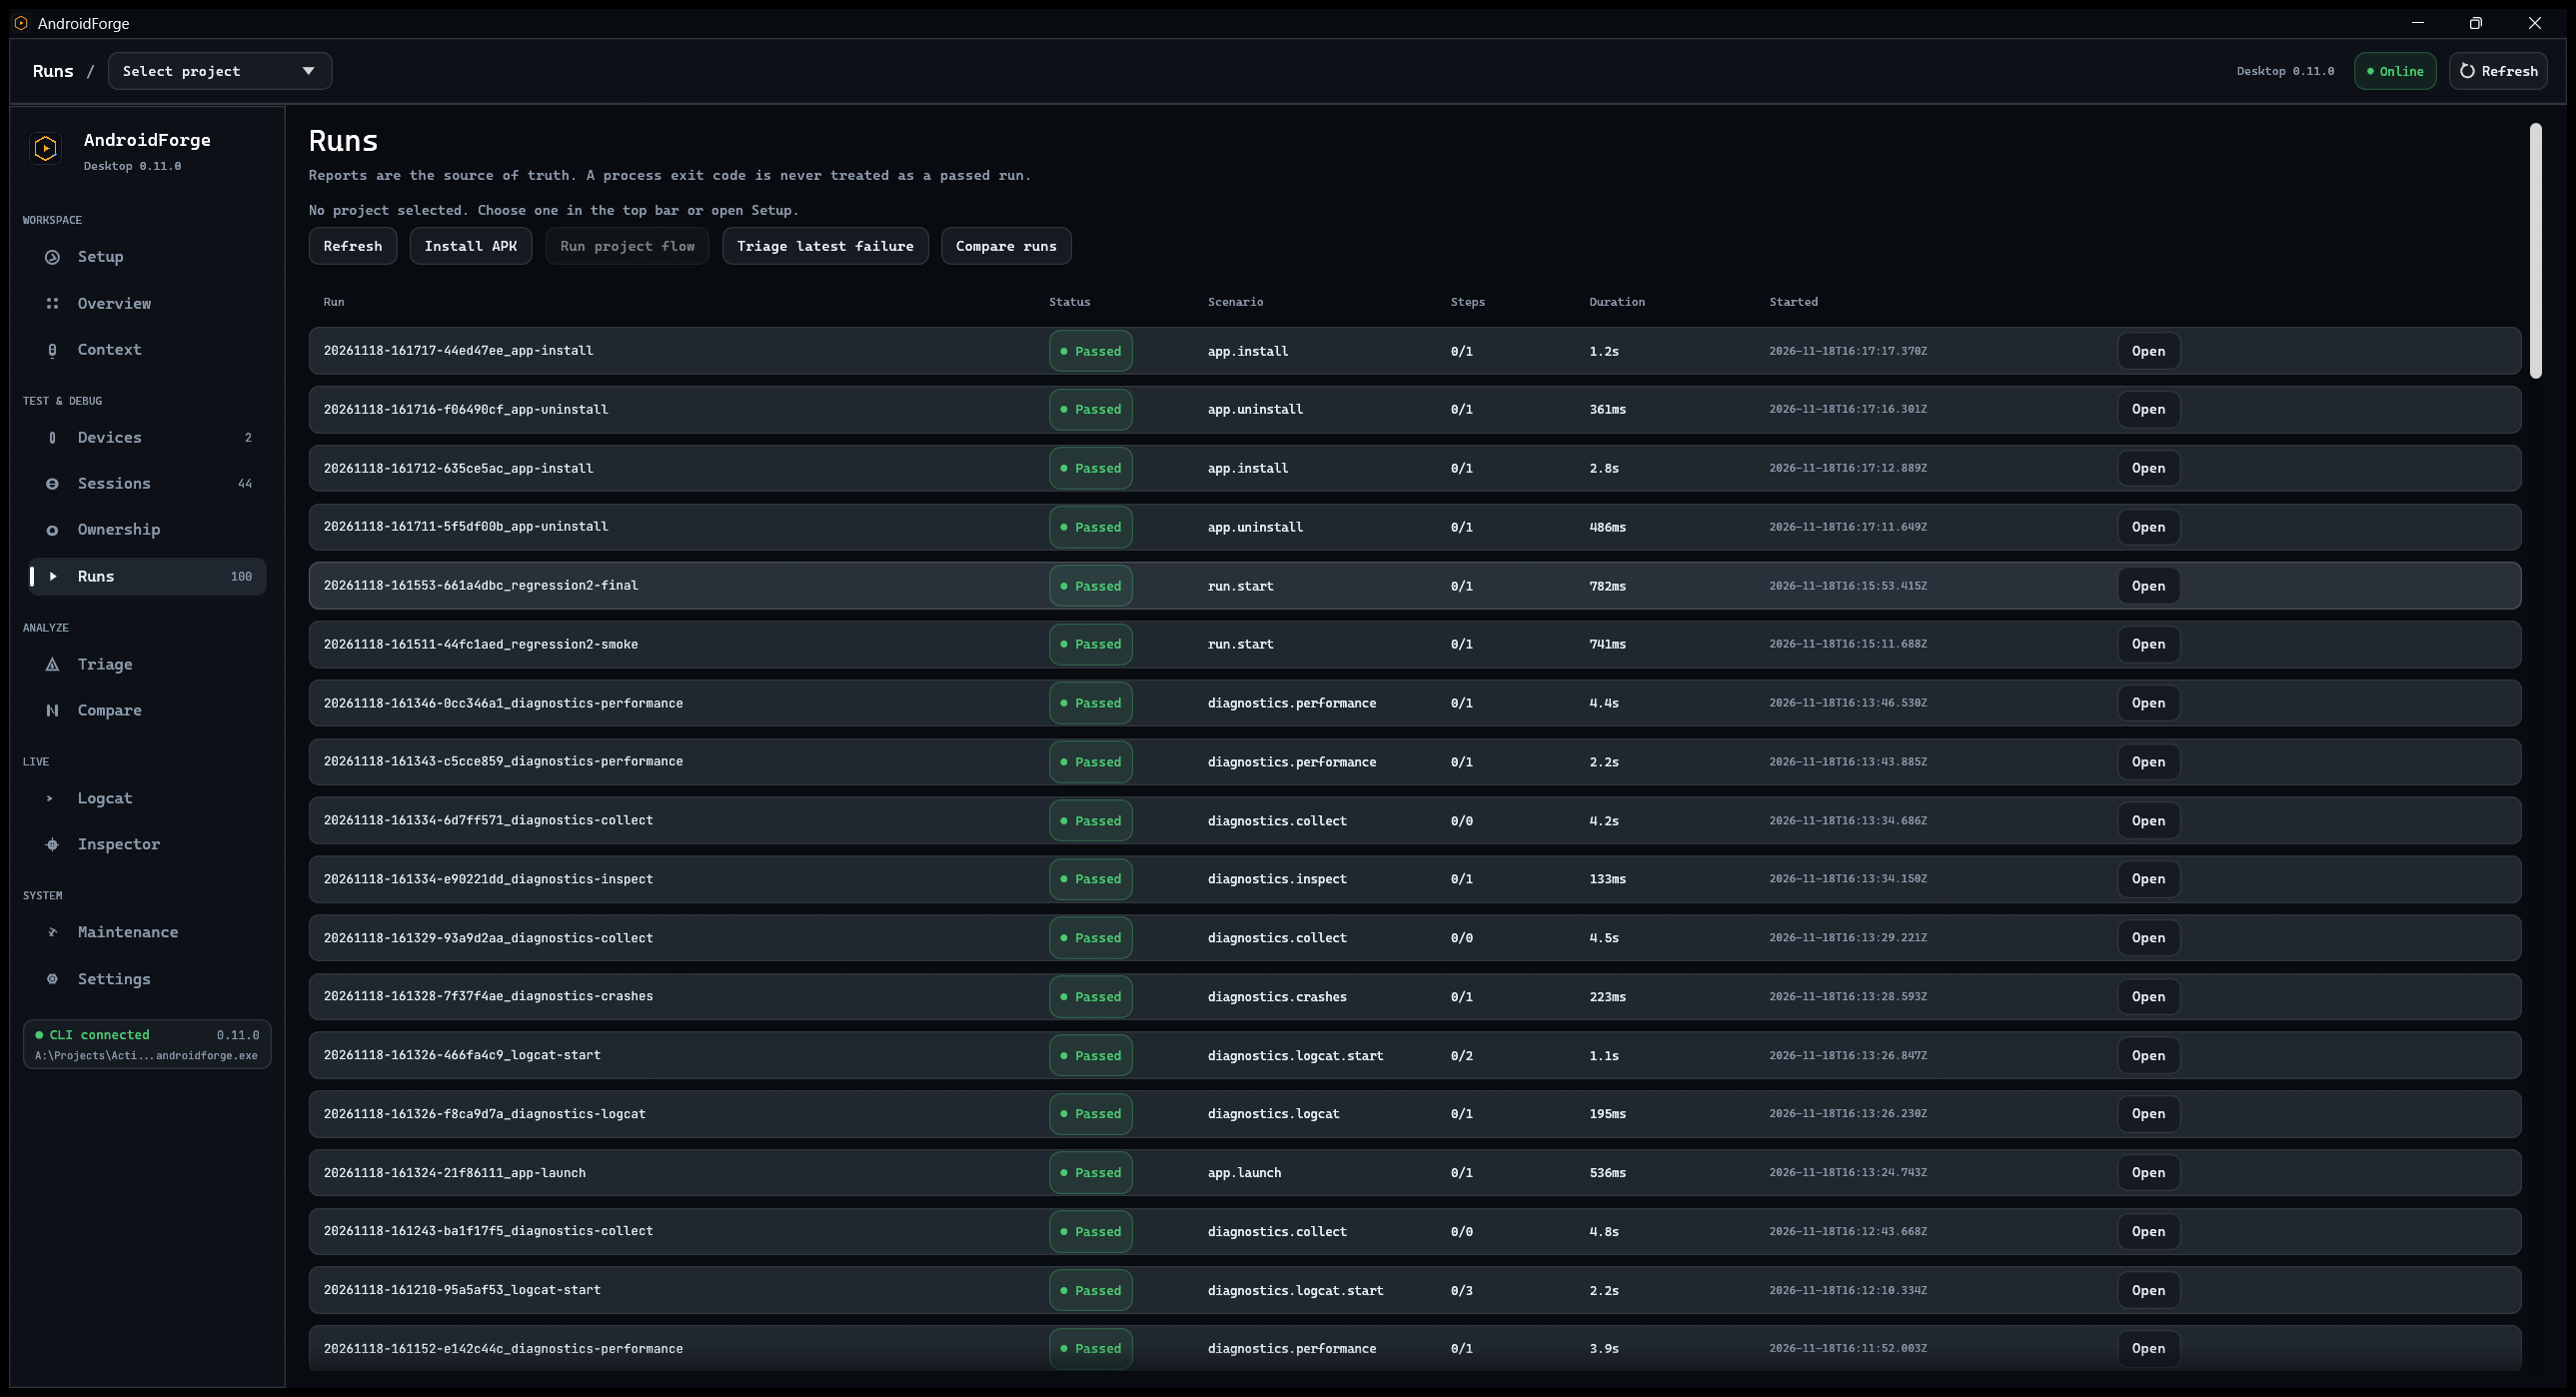 AndroidForge
Runs / Select project
Desktop 0.11.0 Online Refresh
AndroidForge
Desktop 0.11.0
WORKSPACE
Setup
Overview
Context
TEST & DEBUG
Devices 2
Sessions 44
Ownership
Runs 100
ANALYZE
Triage
Compare
LIVE
Logcat
Inspector
SYSTEM
Maintenance
Settings
CLI connected 0.11.0
A:\Projects\Acti...androidforge.exe
Runs
Reports are the source of truth. A process exit code is never treated as a passed run.
No project selected. Choose one in the top bar or open Setup.
Refresh Install APK Run project flow Triage latest failure Compare runs
Run Status Scenario Steps Duration Started
20261118-161717-44ed47ee_app-install Passed app.install 0/1 1.2s 2026-11-18T16:17:17.370Z Open
20261118-161716-f06490cf_app-uninstall Passed app.uninstall 0/1 361ms 2026-11-18T16:17:16.301Z Open
20261118-161712-635ce5ac_app-install Passed app.install 0/1 2.8s 2026-11-18T16:17:12.889Z Open
20261118-161711-5f5df00b_app-uninstall Passed app.uninstall 0/1 486ms 2026-11-18T16:17:11.649Z Open
20261118-161553-661a4dbc_regression2-final Passed run.start 0/1 782ms 2026-11-18T16:15:53.415Z Open
20261118-161511-44fc1aed_regression2-smoke Passed run.start 0/1 741ms 2026-11-18T16:15:11.688Z Open
20261118-161346-0cc346a1_diagnostics-performance Passed diagnostics.performance 0/1 4.4s 2026-11-18T16:13:46.530Z Open
20261118-161343-c5cce859_diagnostics-performance Passed diagnostics.performance 0/1 2.2s 2026-11-18T16:13:43.885Z Open
20261118-161334-6d7ff571_diagnostics-collect Passed diagnostics.collect 0/0 4.2s 2026-11-18T16:13:34.686Z Open
20261118-161334-e90221dd_diagnostics-inspect Passed diagnostics.inspect 0/1 133ms 2026-11-18T16:13:34.150Z Open
20261118-161329-93a9d2aa_diagnostics-collect Passed diagnostics.collect 0/0 4.5s 2026-11-18T16:13:29.221Z Open
20261118-161328-7f37f4ae_diagnostics-crashes Passed diagnostics.crashes 0/1 223ms 2026-11-18T16:13:28.593Z Open
20261118-161326-466fa4c9_logcat-start Passed diagnostics.logcat.start 0/2 1.1s 2026-11-18T16:13:26.847Z Open
20261118-161326-f8ca9d7a_diagnostics-logcat Passed diagnostics.logcat 0/1 195ms 2026-11-18T16:13:26.230Z Open
20261118-161324-21f86111_app-launch Passed app.launch 0/1 536ms 2026-11-18T16:13:24.743Z Open
20261118-161243-ba1f17f5_diagnostics-collect Passed diagnostics.collect 0/0 4.8s 2026-11-18T16:12:43.668Z Open
20261118-161210-95a5af53_logcat-start Passed diagnostics.logcat.start 0/3 2.2s 2026-11-18T16:12:10.334Z Open
20261118-161152-e142c44c_diagnostics-performance Passed diagnostics.performance 0/1 3.9s 2026-11-18T16:11:52.003Z Open